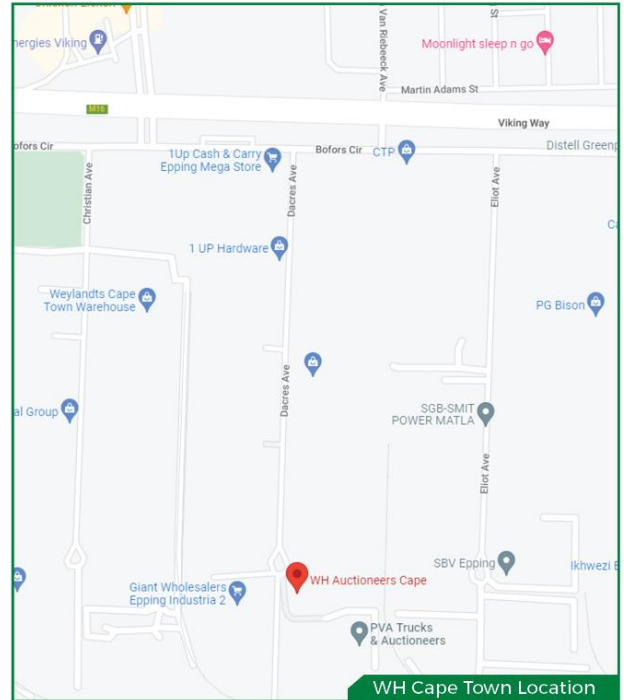 nergies Viking
Moonlight sleep n go
Van Riebeeck Ave
St
Martin Adams St
M16
Viking Way
ofors Cir
1Up Cash & Carry
Epping Mega Store
Bofors Cir
CTP
Distell Greenp
Christian Ave
Dacres Ave
Eliot Ave
1 UP Hardware
Ca
Weylandts Cape
Town Warehouse
PG Bison
Dacres Ave
al Group
SGB-SMIT
POWER MATLA
Eliot Ave
SBV Epping
Ikhwezi E
WH Auctioneers Cape
Giant Wholesalers
Epping Industria 2
PVA Trucks
& Auctioneers
WH Cape Town Location